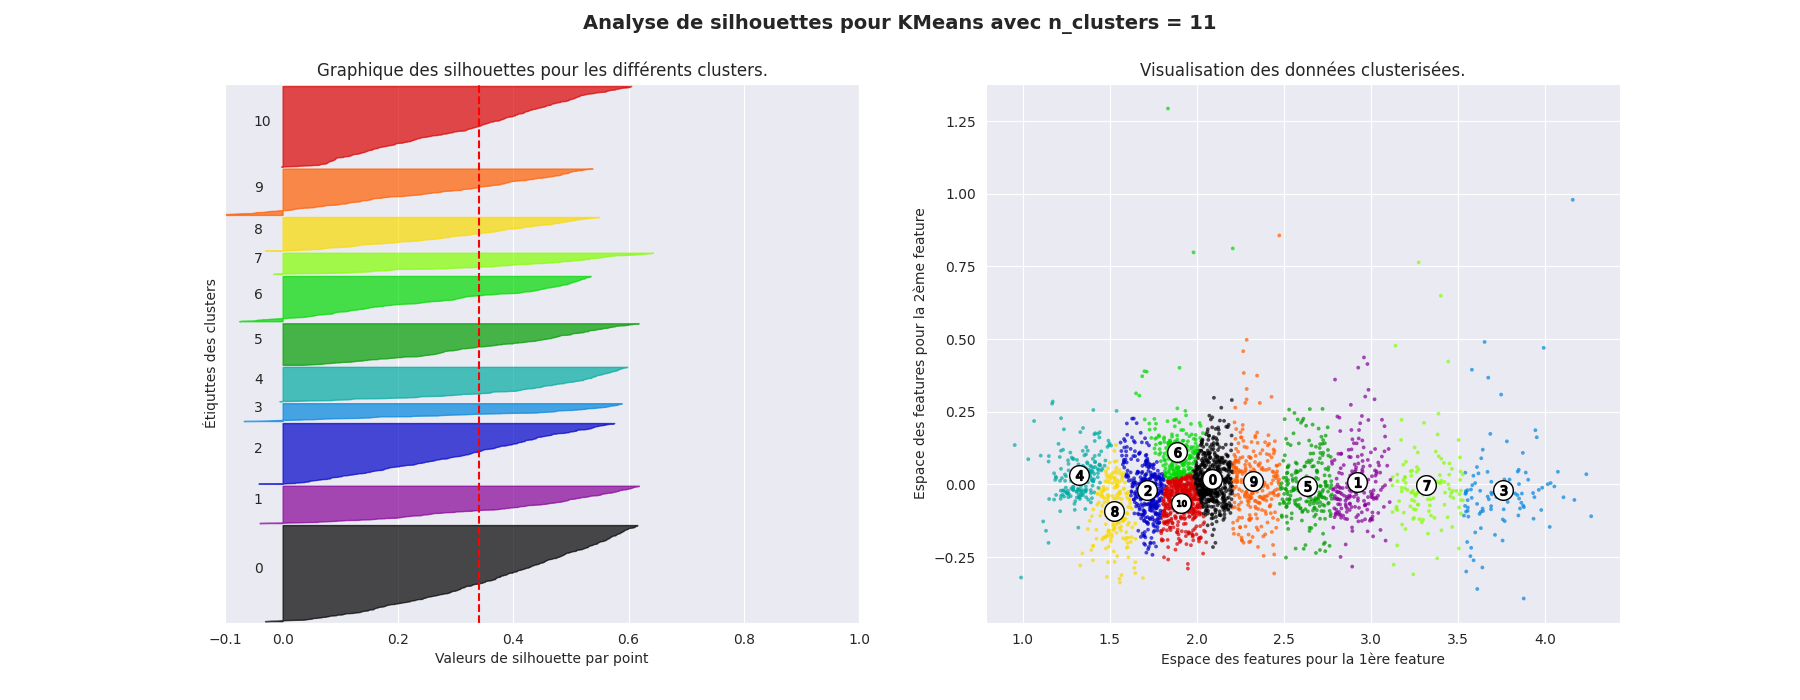 Analyse de silhouettes pour KMeans avec n_clusters = 11
Graphique des silhouettes pour les différents clusters.
Étiquttes des clusters
10
9
8
7
6
5
4
3
2
1
0
−0.1 0.0 0.2 0.4 0.6 0.8 1.0
Valeurs de silhouette par point
Visualisation des données clusterisées.
Espace des features pour la 2ème feature
1.25
1.00
0.75
0.50
0.25
0.00
−0.25
4 8 2 6 10 0 9 5 1 7 3
1.0 1.5 2.0 2.5 3.0 3.5 4.0
Espace des features pour la 1ère feature